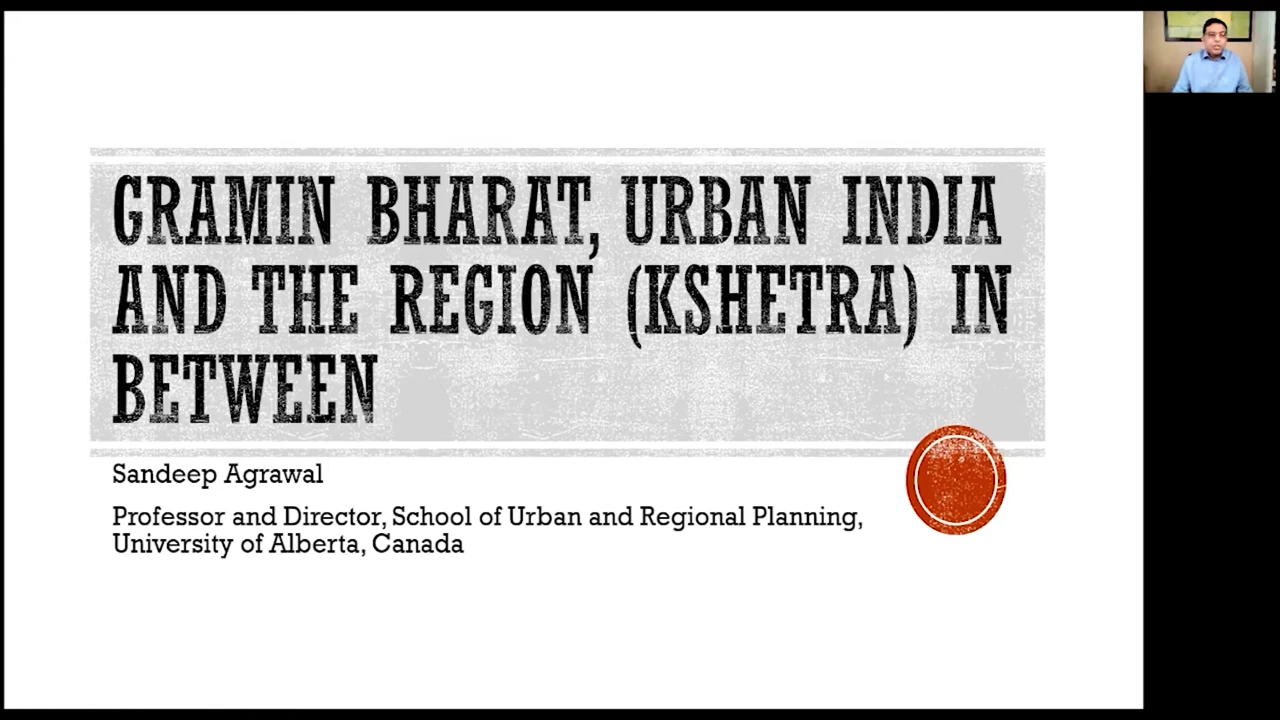 GRAMIN BHARAT, URBAN INDIA
AND THE REGION (KSHETRA) IN
BETWEEN
Sandeep Agrawal
Professor and Director, School of Urban and Regional Planning,
University of Alberta, Canada